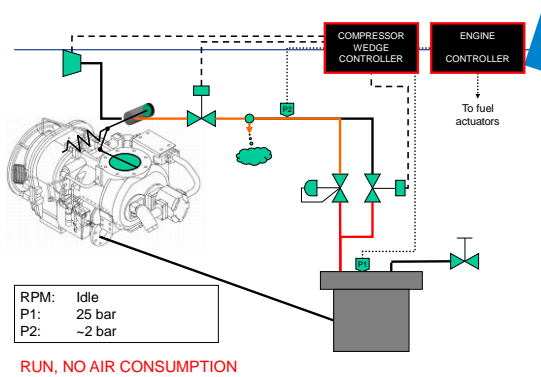 COMPRESSOR
WEDGE
CONTROLLER
ENGINE
CONTROLLER
P2
To fuel
actuators
P1
RPM: Idle
P1: 25 bar
P2: ~2 bar
RUN, NO AIR CONSUMPTION